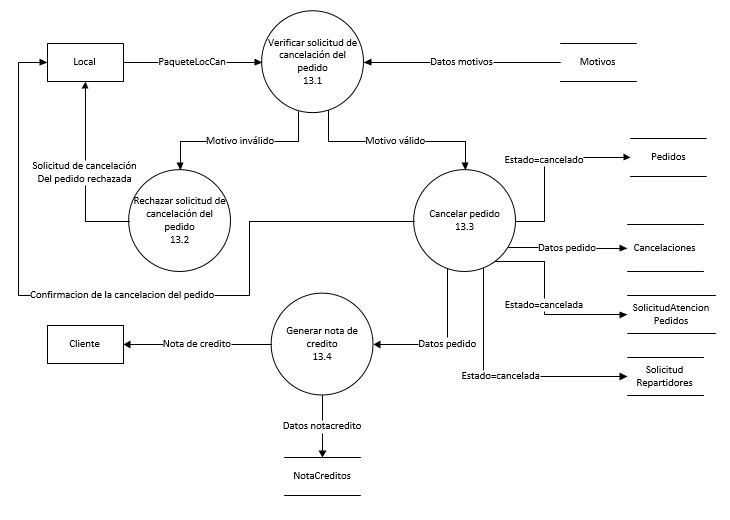 Verificar solicitud de
cancelación del
pedido
13.1
Local
PaqueteLocCan
Datos motivos
Motivos
Motivo inválido
Motivo válido
Solicitud de cancelación
Del pedido rechazada
Estado=cancelado
Pedidos
Rechazar solicitud de
cancelación del
pedido
13.2
Cancelar pedido
13.3
Datos pedido
Cancelaciones
Confirmacion de la cancelacion del pedido
Estado=cancelada
SolicitudAtencion
Pedidos
Cliente
Nota de credito
Generar nota de
credito
13.4
Datos pedido
Estado=cancelada
Solicitud
Repartidores
Datos notacredito
NotaCreditos